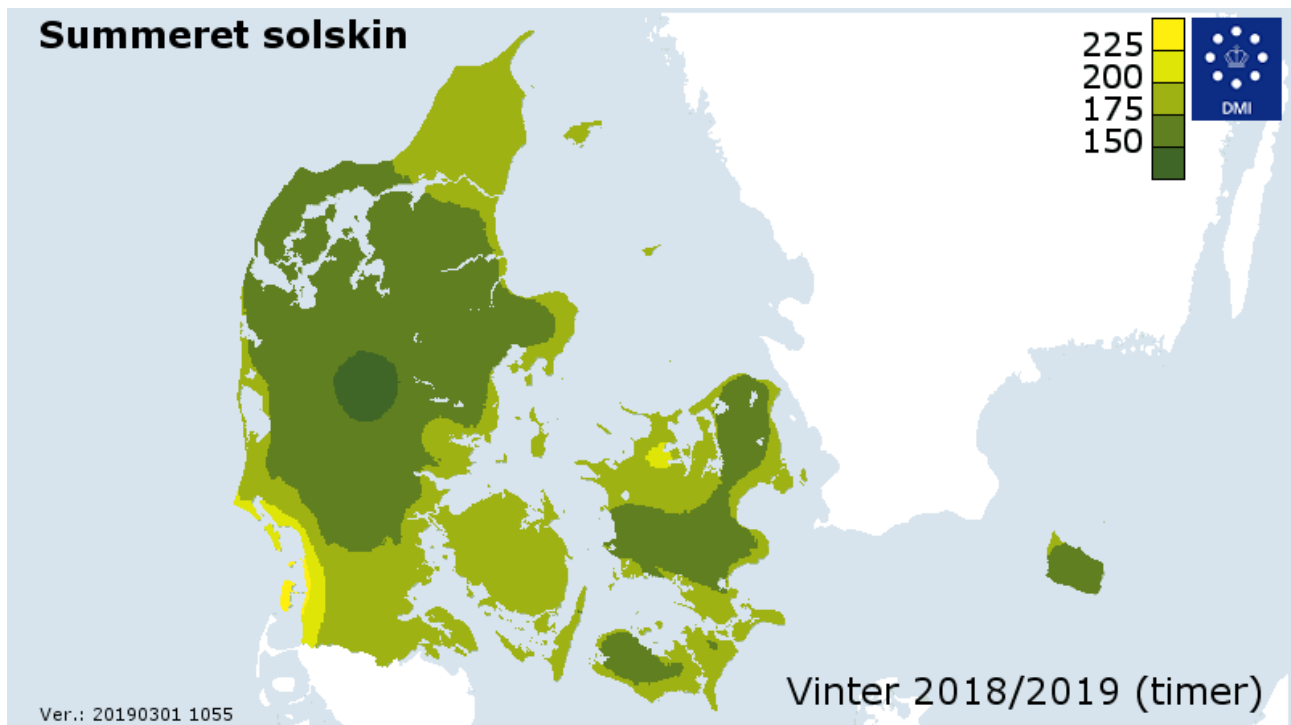 Summeret solskin
225
200
175
150
DMI
Vinter 2018/2019 (timer)
Ver.: 20190301 1055